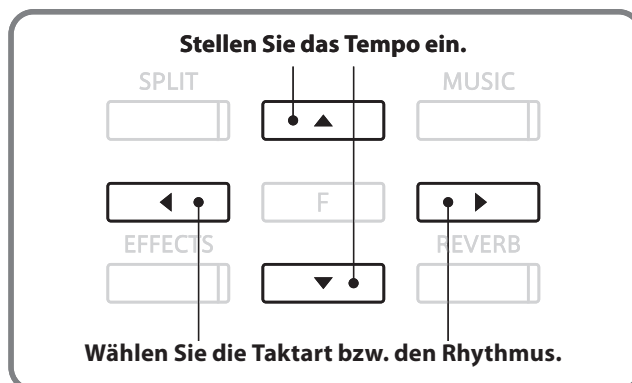 Stellen Sie das Tempo ein.
SPLIT
MUSIC
F
EFFECTS
REVERB
Wählen Sie die Taktart bzw. den Rhythmus.